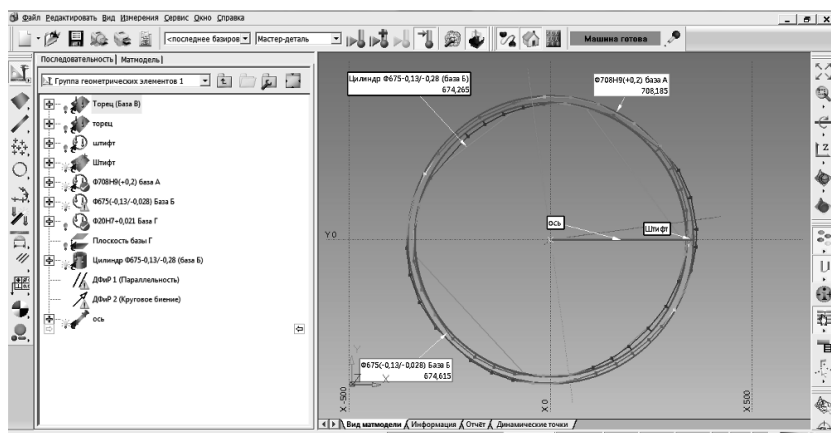 Файл Редактировать Вид Измерения Сервис Окно Справка
<последнее базиров Мастер-деталь Машина готова
Последовательность Матмодель
Группа геометрических элементов 1
Торец (База В)
торец
штифт
Штифт
Ф708Н9(+0,2) база А
Ф675(-0,13/-0,028) База Б
Ф20Н7+0,021 База Г
Плоскость базы Г
Цилиндр Ф675-0,13/-0,28 (база Б)
ДФиР 1 (Параллельность)
ДФиР 2 (Круговое биение)
ось
Цилиндр Ф675-0,13/-0,28 (база Б)
674,265
Ф708Н9(+0,2) база А
708,185
ось
Штифт
Y 0
Ф675(-0,13/-0,028) База Б
674,615
Y
Z X
X -500
X 0
X 500
Вид матмодели Информация Отчёт Динамические точки